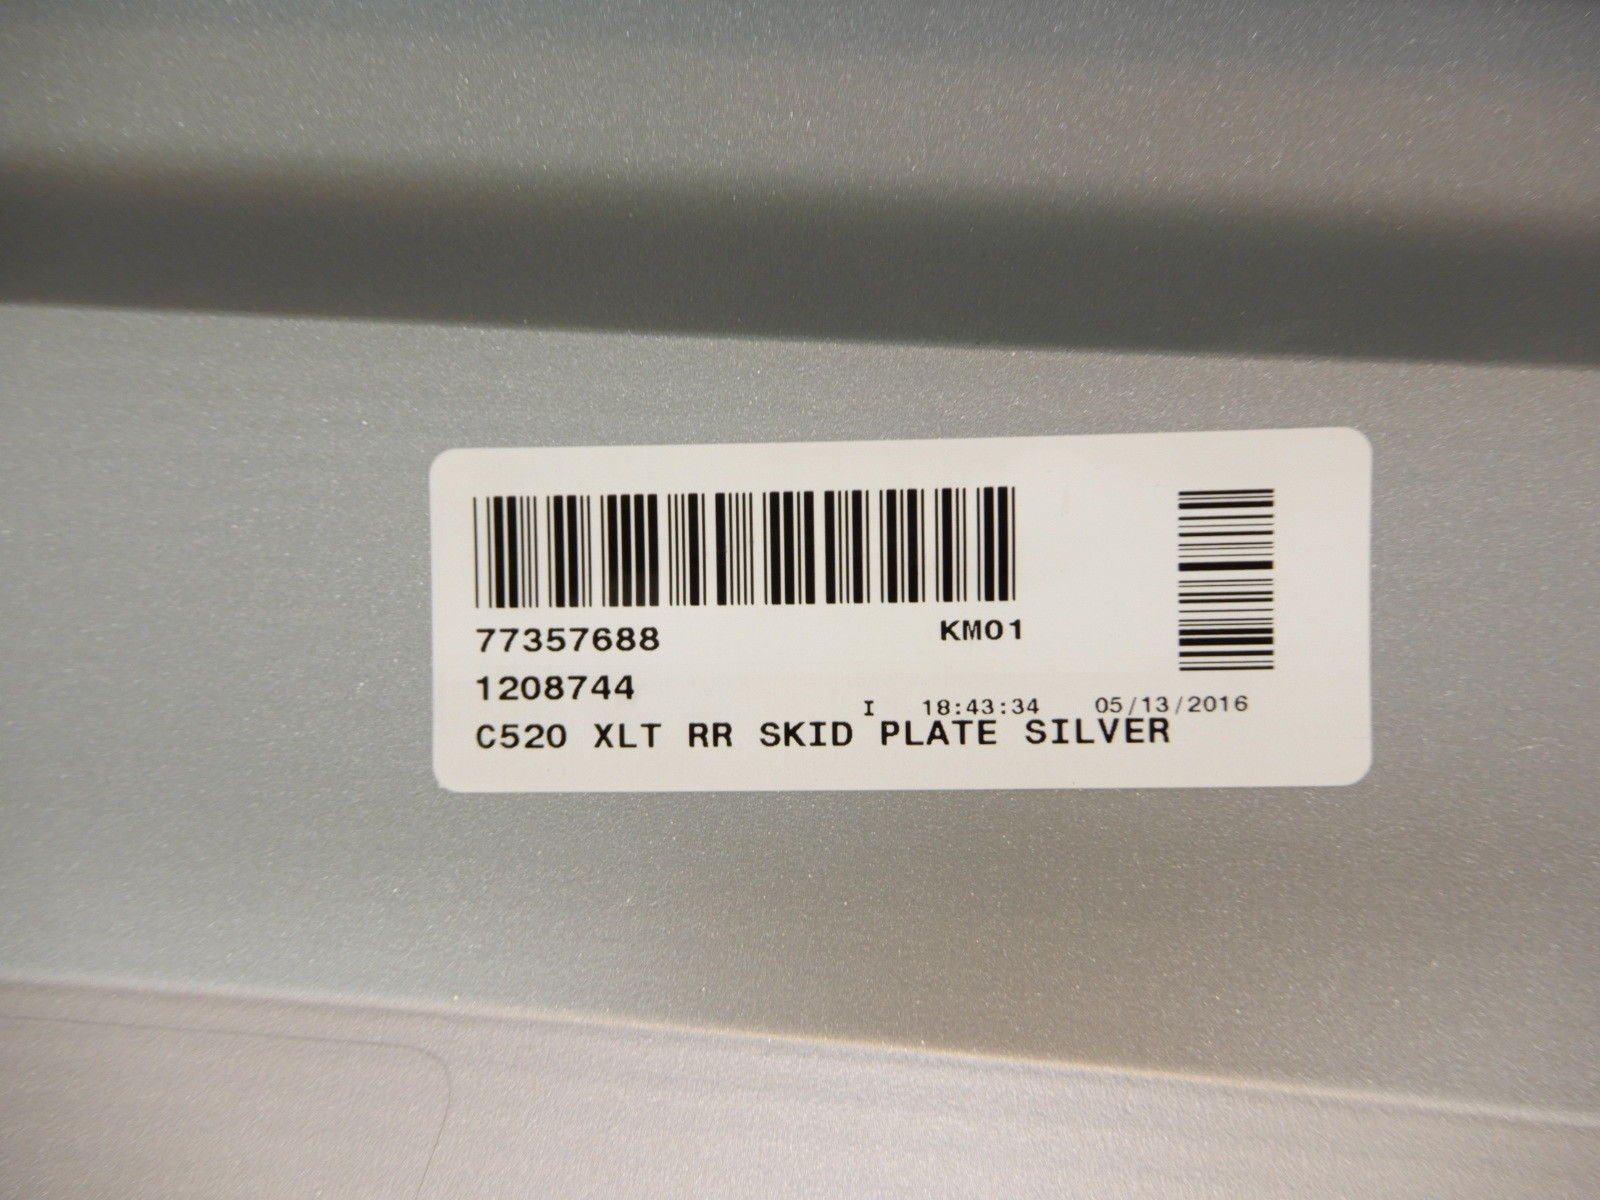 77357688 KM01
1208744
I 18:43:34 05/13/2016
C520 XLT RR SKID PLATE SILVER